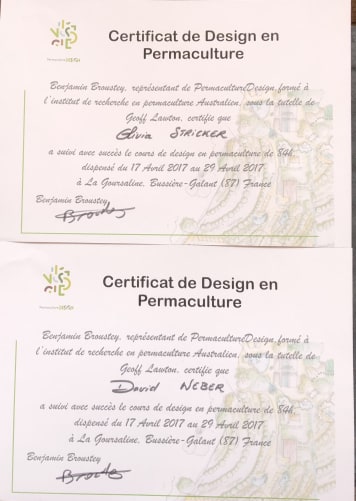 Certificat de Design en
Permaculture
Benjamin Broustey, représentant de PermacultureDesign formé à
l'institut de recherche en permaculture Australien, sous la tutelle de
Geoff Lawton, certifie que
Olivia STRICKER
a suivi avec succès le cours de design en permaculture de 84h,
dispensé du 17 Avril 2017 au 29 Avril 2017
à La Goursaline, Bussière-Galant (87) France
Benjamin Broustey
Certificat de Design en
Permaculture
Benjamin Broustey, représentant de PermacultureDesign formé à
l'institut de recherche en permaculture Australien, sous la tutelle de
Geoff Lawton, certifie que
David WEBER
a suivi avec succès le cours de design en permaculture de 84h,
dispensé du 17 Avril 2017 au 29 Avril 2017
à La Goursaline, Bussière-Galant (87) France
Benjamin Broustey